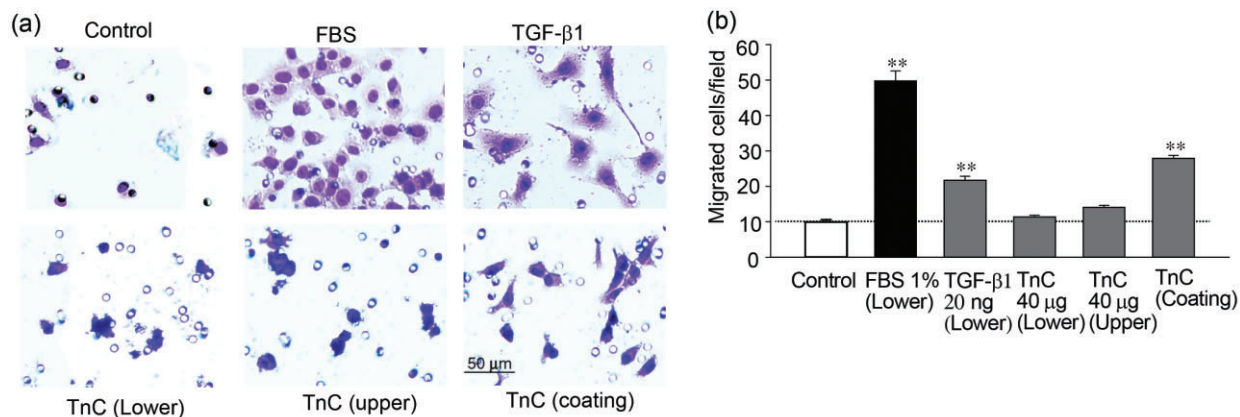 (a)
Control
FBS
TGF-β1
TnC (Lower)
TnC (upper)
50 μm
TnC (coating)
(b)
Migrated cells/field
60
50
40
30
20
10
0
**
**
**
Control
FBS 1%
(Lower)
TGF-β1
20 ng
(Lower)
TnC
40 μg
(Lower)
TnC
40 μg
(Upper)
TnC
(Coating)